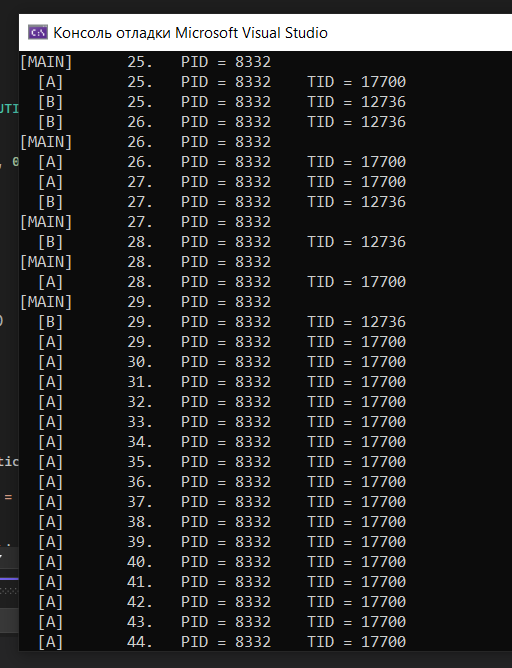 Консоль отладки Microsoft Visual Studio
[MAIN] 25. PID = 8332
[A] 25. PID = 8332 TID = 17700
[B] 25. PID = 8332 TID = 12736
[B] 26. PID = 8332 TID = 12736
[MAIN] 26. PID = 8332
[A] 26. PID = 8332 TID = 17700
[A] 27. PID = 8332 TID = 17700
[B] 27. PID = 8332 TID = 12736
[MAIN] 27. PID = 8332
[B] 28. PID = 8332 TID = 12736
[MAIN] 28. PID = 8332
[A] 28. PID = 8332 TID = 17700
[MAIN] 29. PID = 8332
[B] 29. PID = 8332 TID = 12736
[A] 29. PID = 8332 TID = 17700
[A] 30. PID = 8332 TID = 17700
[A] 31. PID = 8332 TID = 17700
[A] 32. PID = 8332 TID = 17700
[A] 33. PID = 8332 TID = 17700
[A] 34. PID = 8332 TID = 17700
[A] 35. PID = 8332 TID = 17700
[A] 36. PID = 8332 TID = 17700
[A] 37. PID = 8332 TID = 17700
[A] 38. PID = 8332 TID = 17700
[A] 39. PID = 8332 TID = 17700
[A] 40. PID = 8332 TID = 17700
[A] 41. PID = 8332 TID = 17700
[A] 42. PID = 8332 TID = 17700
[A] 43. PID = 8332 TID = 17700
[A] 44. PID = 8332 TID = 17700